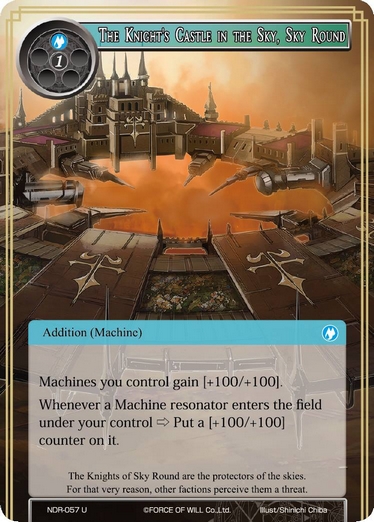 The Knight's Castle in the Sky, Sky Round
1
Addition (Machine)
Machines you control gain [+100/+100].
Whenever a Machine resonator enters the field
under your control ⇨ Put a [+100/+100]
counter on it.
The Knights of Sky Round are the protectors of the skies.
For that very reason, other factions perceive them a threat.
NDR-057 U ©FORCE OF WILL Co.,Ltd. Illust/Shinichi Chiba